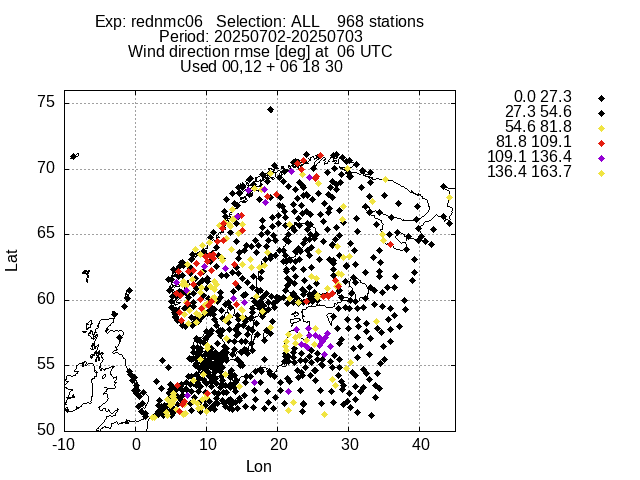 Exp: rednmc06 Selection: ALL 968 stations
Period: 20250702-20250703
Wind direction rmse [deg] at 06 UTC
Used 00,12 + 06 18 30
0.0 27.3
27.3 54.6
54.6 81.8
81.8 109.1
109.1 136.4
136.4 163.7
75
70
65
60
55
50
Lat
-10 0 10 20 30 40
Lon